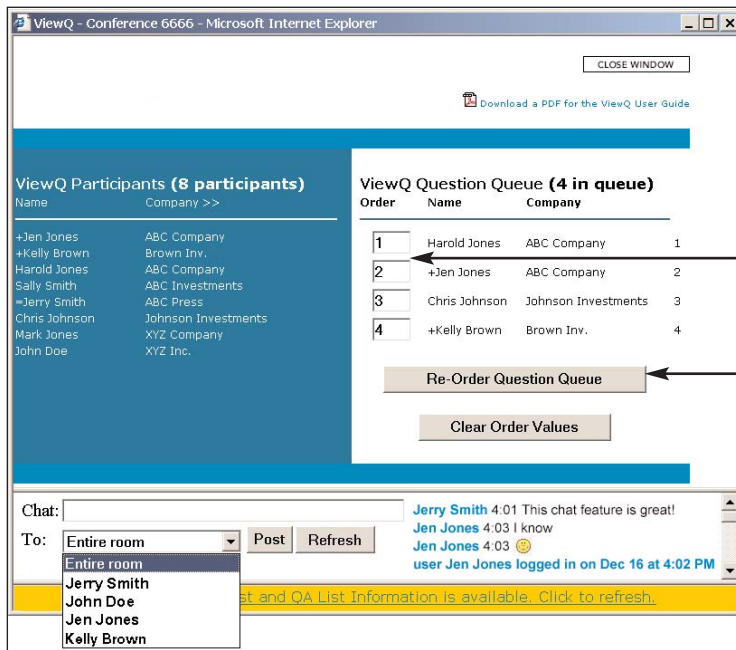 ViewQ - Conference 6666 - Microsoft Internet Explorer
CLOSE WINDOW
Download a PDF for the ViewQ User Guide
ViewQ Participants (8 participants)
Name Company >>
+Jen Jones ABC Company
+Kelly Brown Brown Inv.
Harold Jones ABC Company
Sally Smith ABC Investments
=Jerry Smith ABC Press
Chris Johnson Johnson Investments
Mark Jones XYZ Company
John Doe XYZ Inc.
ViewQ Question Queue (4 in queue)
Order Name Company
1 Harold Jones ABC Company 1
2 +Jen Jones ABC Company 2
3 Chris Johnson Johnson Investments 3
4 +Kelly Brown Brown Inv. 4
Re-Order Question Queue
Clear Order Values
Chat:
To: Entire room Post Refresh
Entire room
Jerry Smith
John Doe
Jen Jones
Kelly Brown
Jerry Smith 4:01 This chat feature is great!
Jen Jones 4:03 I know
Jen Jones 4:03
user Jen Jones logged in on Dec 16 at 4:02 PM
st and QA List Information is available. Click to refresh.